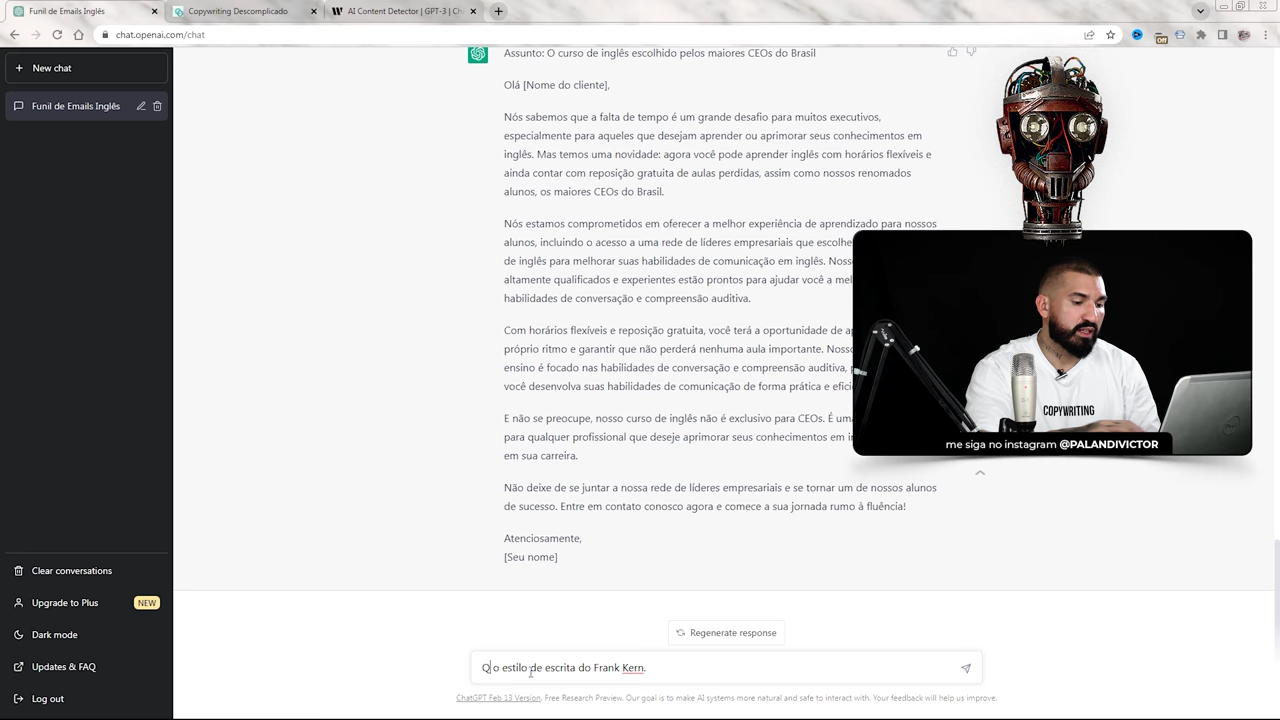 Funil de Emails Inglês
Copywriting Descomplicado
AI Content Detector | GPT-3 | C
chat.openai.com/chat
Off
New chat
Funil de Emails Inglês
Assunto: O curso de inglês escolhido pelos maiores CEOs do Brasil
Olá [Nome do cliente],
Nós sabemos que a falta de tempo é um grande desafio para muitos executivos,
especialmente para aqueles que desejam aprender ou aprimorar seus conhecimentos em
inglês. Mas temos uma novidade: agora você pode aprender inglês com horários flexíveis e
ainda contar com reposição gratuita de aulas perdidas, assim como nossos renomados
alunos, os maiores CEOs do Brasil.
Nós estamos comprometidos em oferecer a melhor experiência de aprendizado para nossos
alunos, incluindo o acesso a uma rede de líderes empresariais que escolhe
de inglês para melhorar suas habilidades de comunicação em inglês. Noss
altamente qualificados e experientes estão prontos para ajudar você a mel
habilidades de conversação e compreensão auditiva.
Com horários flexíveis e reposição gratuita, você terá a oportunidade de ap
próprio ritmo e garantir que não perderá nenhuma aula importante. Nosso
ensino é focado nas habilidades de conversação e compreensão auditiva, p
você desenvolva suas habilidades de comunicação de forma prática e efici
E não se preocupe, nosso curso de inglês não é exclusivo para CEOs. É uma
para qualquer profissional que deseje aprimorar seus conhecimentos em in
em sua carreira.
Não deixe de se juntar a nossa rede de líderes empresariais e se tornar um de nossos alunos
de sucesso. Entre em contato conosco agora e comece a sua jornada rumo à fluência!
Atenciosamente,
[Seu nome]
COPYWRITING
me siga no instagram @PALANDIVICTOR
Clear conversations
Upgrade to Plus NEW
Dark mode
Updates & FAQ
Log out
Regenerate response
Q o estilo de escrita do Frank Kern.
ChatGPT Feb 13 Version. Free Research Preview. Our goal is to make AI systems more natural and safe to interact with. Your feedback will help us improve.